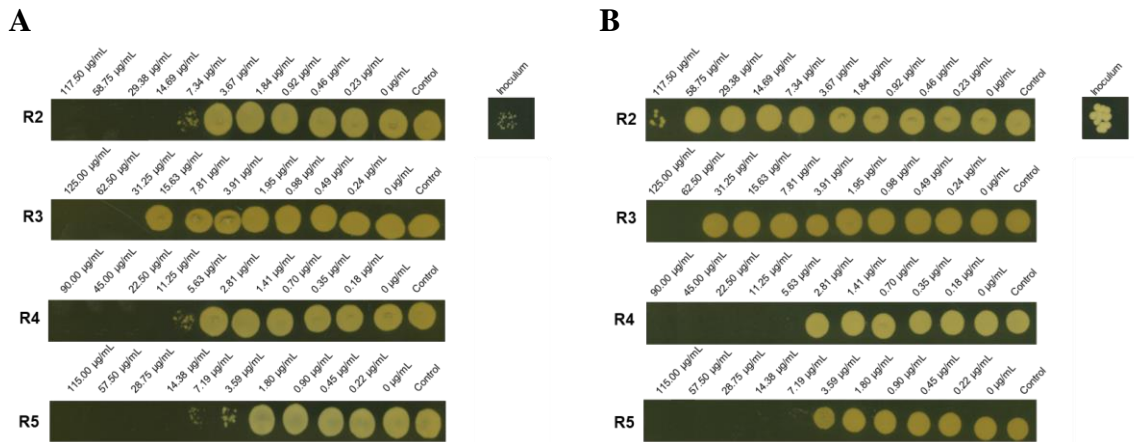 A
117.50 µg/mL 58.75 µg/mL 29.38 µg/mL 14.69 µg/mL 7.34 µg/mL 3.67 µg/mL 1.84 µg/mL 0.92 µg/mL 0.46 µg/mL 0.23 µg/mL 0 µg/mL Control
R2
Inoculum
125.00 µg/mL 62.50 µg/mL 31.25 µg/mL 15.63 µg/mL 7.81 µg/mL 3.91 µg/mL 1.95 µg/mL 0.98 µg/mL 0.49 µg/mL 0.24 µg/mL 0 µg/mL Control
R3
90.00 µg/mL 45.00 µg/mL 22.50 µg/mL 11.25 µg/mL 5.63 µg/mL 2.81 µg/mL 1.41 µg/mL 0.70 µg/mL 0.35 µg/mL 0.18 µg/mL 0 µg/mL Control
R4
115.00 µg/mL 57.50 µg/mL 28.75 µg/mL 14.38 µg/mL 7.19 µg/mL 3.59 µg/mL 1.80 µg/mL 0.90 µg/mL 0.45 µg/mL 0.22 µg/mL 0 µg/mL Control
R5
B
117.50 µg/mL 58.75 µg/mL 29.38 µg/mL 14.69 µg/mL 7.34 µg/mL 3.67 µg/mL 1.84 µg/mL 0.92 µg/mL 0.46 µg/mL 0.23 µg/mL 0 µg/mL Control
R2
Inoculum
125.00 µg/mL 62.50 µg/mL 31.25 µg/mL 15.63 µg/mL 7.81 µg/mL 3.91 µg/mL 1.95 µg/mL 0.98 µg/mL 0.49 µg/mL 0.24 µg/mL 0 µg/mL Control
R3
90.00 µg/mL 45.00 µg/mL 22.50 µg/mL 11.25 µg/mL 5.63 µg/mL 2.81 µg/mL 1.41 µg/mL 0.70 µg/mL 0.35 µg/mL 0.18 µg/mL 0 µg/mL Control
R4
115.00 µg/mL 57.50 µg/mL 28.75 µg/mL 14.38 µg/mL 7.19 µg/mL 3.59 µg/mL 1.80 µg/mL 0.90 µg/mL 0.45 µg/mL 0.22 µg/mL 0 µg/mL Control
R5